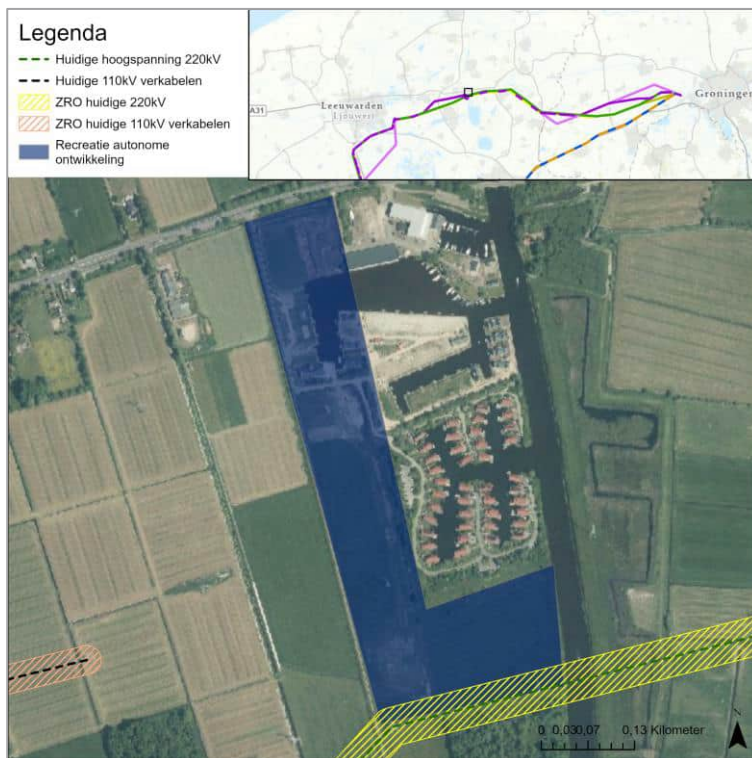 Legenda
Huidige hoogspanning 220kV
Huidige 110kV verkabelen
ZRO huidige 220kV
ZRO huidige 110kV verkabelen
Recreatie autonome
ontwikkeling
A31
Leeuwarden
Ljouwert
Groningen
0 0,030,07 0,13 Kilometer
N